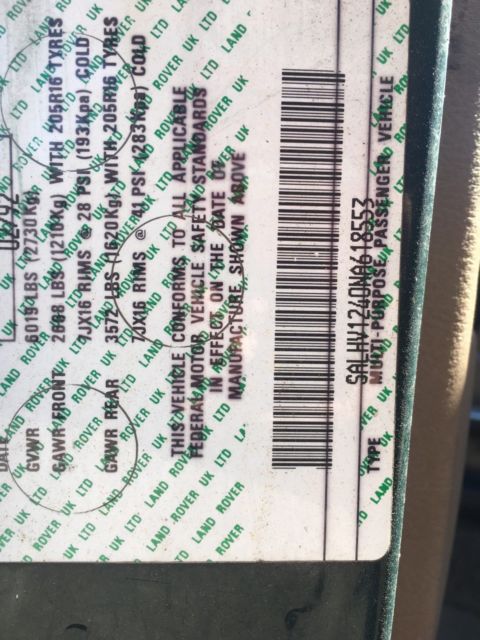 DATE 02/92
GVWR 6019 LBS (2730Kg)
GAWR FRONT 2668 LBS (1210Kg) WITH 205R16 TYRES
7JX16 RIMS @ 28 PSI (193Kpa) COLD
GAWR REAR 3572 LBS (1620Kg) WITH 205R16 TYRES
7JX16 RIMS @ 41 PSI (283Kpa) COLD
THIS VEHICLE CONFORMS TO ALL APPLICABLE
FEDERAL MOTOR VEHICLE SAFETY STANDARDS
IN EFFECT ON THE DATE OF
MANUFACTURE SHOWN ABOVE
SALHV1240NA618553
TYPE MULTI-PURPOSE PASSENGER VEHICLE
LAND ROVER UK LTD